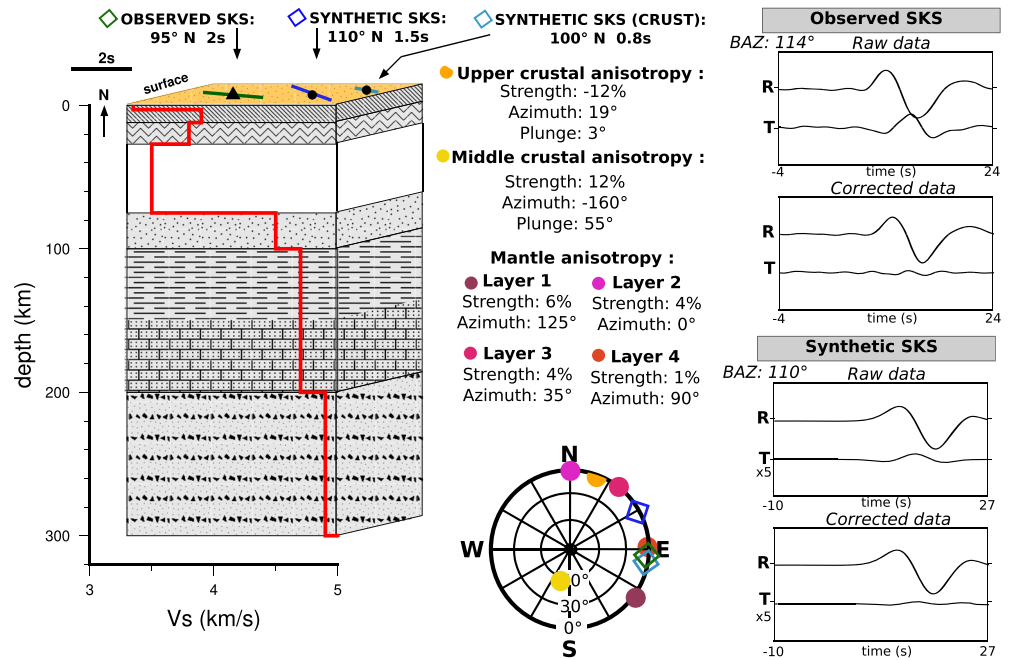 OBSERVED SKS:
95° N 2s
SYNTHETIC SKS:
110° N 1.5s
SYNTHETIC SKS (CRUST):
100° N 0.8s
2s
N
surface
0
100
200
300
depth (km)
3
4
5
Vs (km/s)
Upper crustal anisotropy :
Strength: -12%
Azimuth: 19°
Plunge: 3°
Middle crustal anisotropy :
Strength: 12%
Azimuth: -160°
Plunge: 55°
Mantle anisotropy :
Layer 1
Strength: 6%
Azimuth: 125°
Layer 2
Strength: 4%
Azimuth: 0°
Layer 3
Strength: 4%
Azimuth: 35°
Layer 4
Strength: 1%
Azimuth: 90°
N
W
E
S
0°
30°
0°
Observed SKS
BAZ: 114°
Raw data
R
T
-4
time (s)
24
Corrected data
R
T
-4
time (s)
24
Synthetic SKS
BAZ: 110°
Raw data
R
T
x5
-10
time (s)
27
Corrected data
R
T
x5
-10
time (s)
27